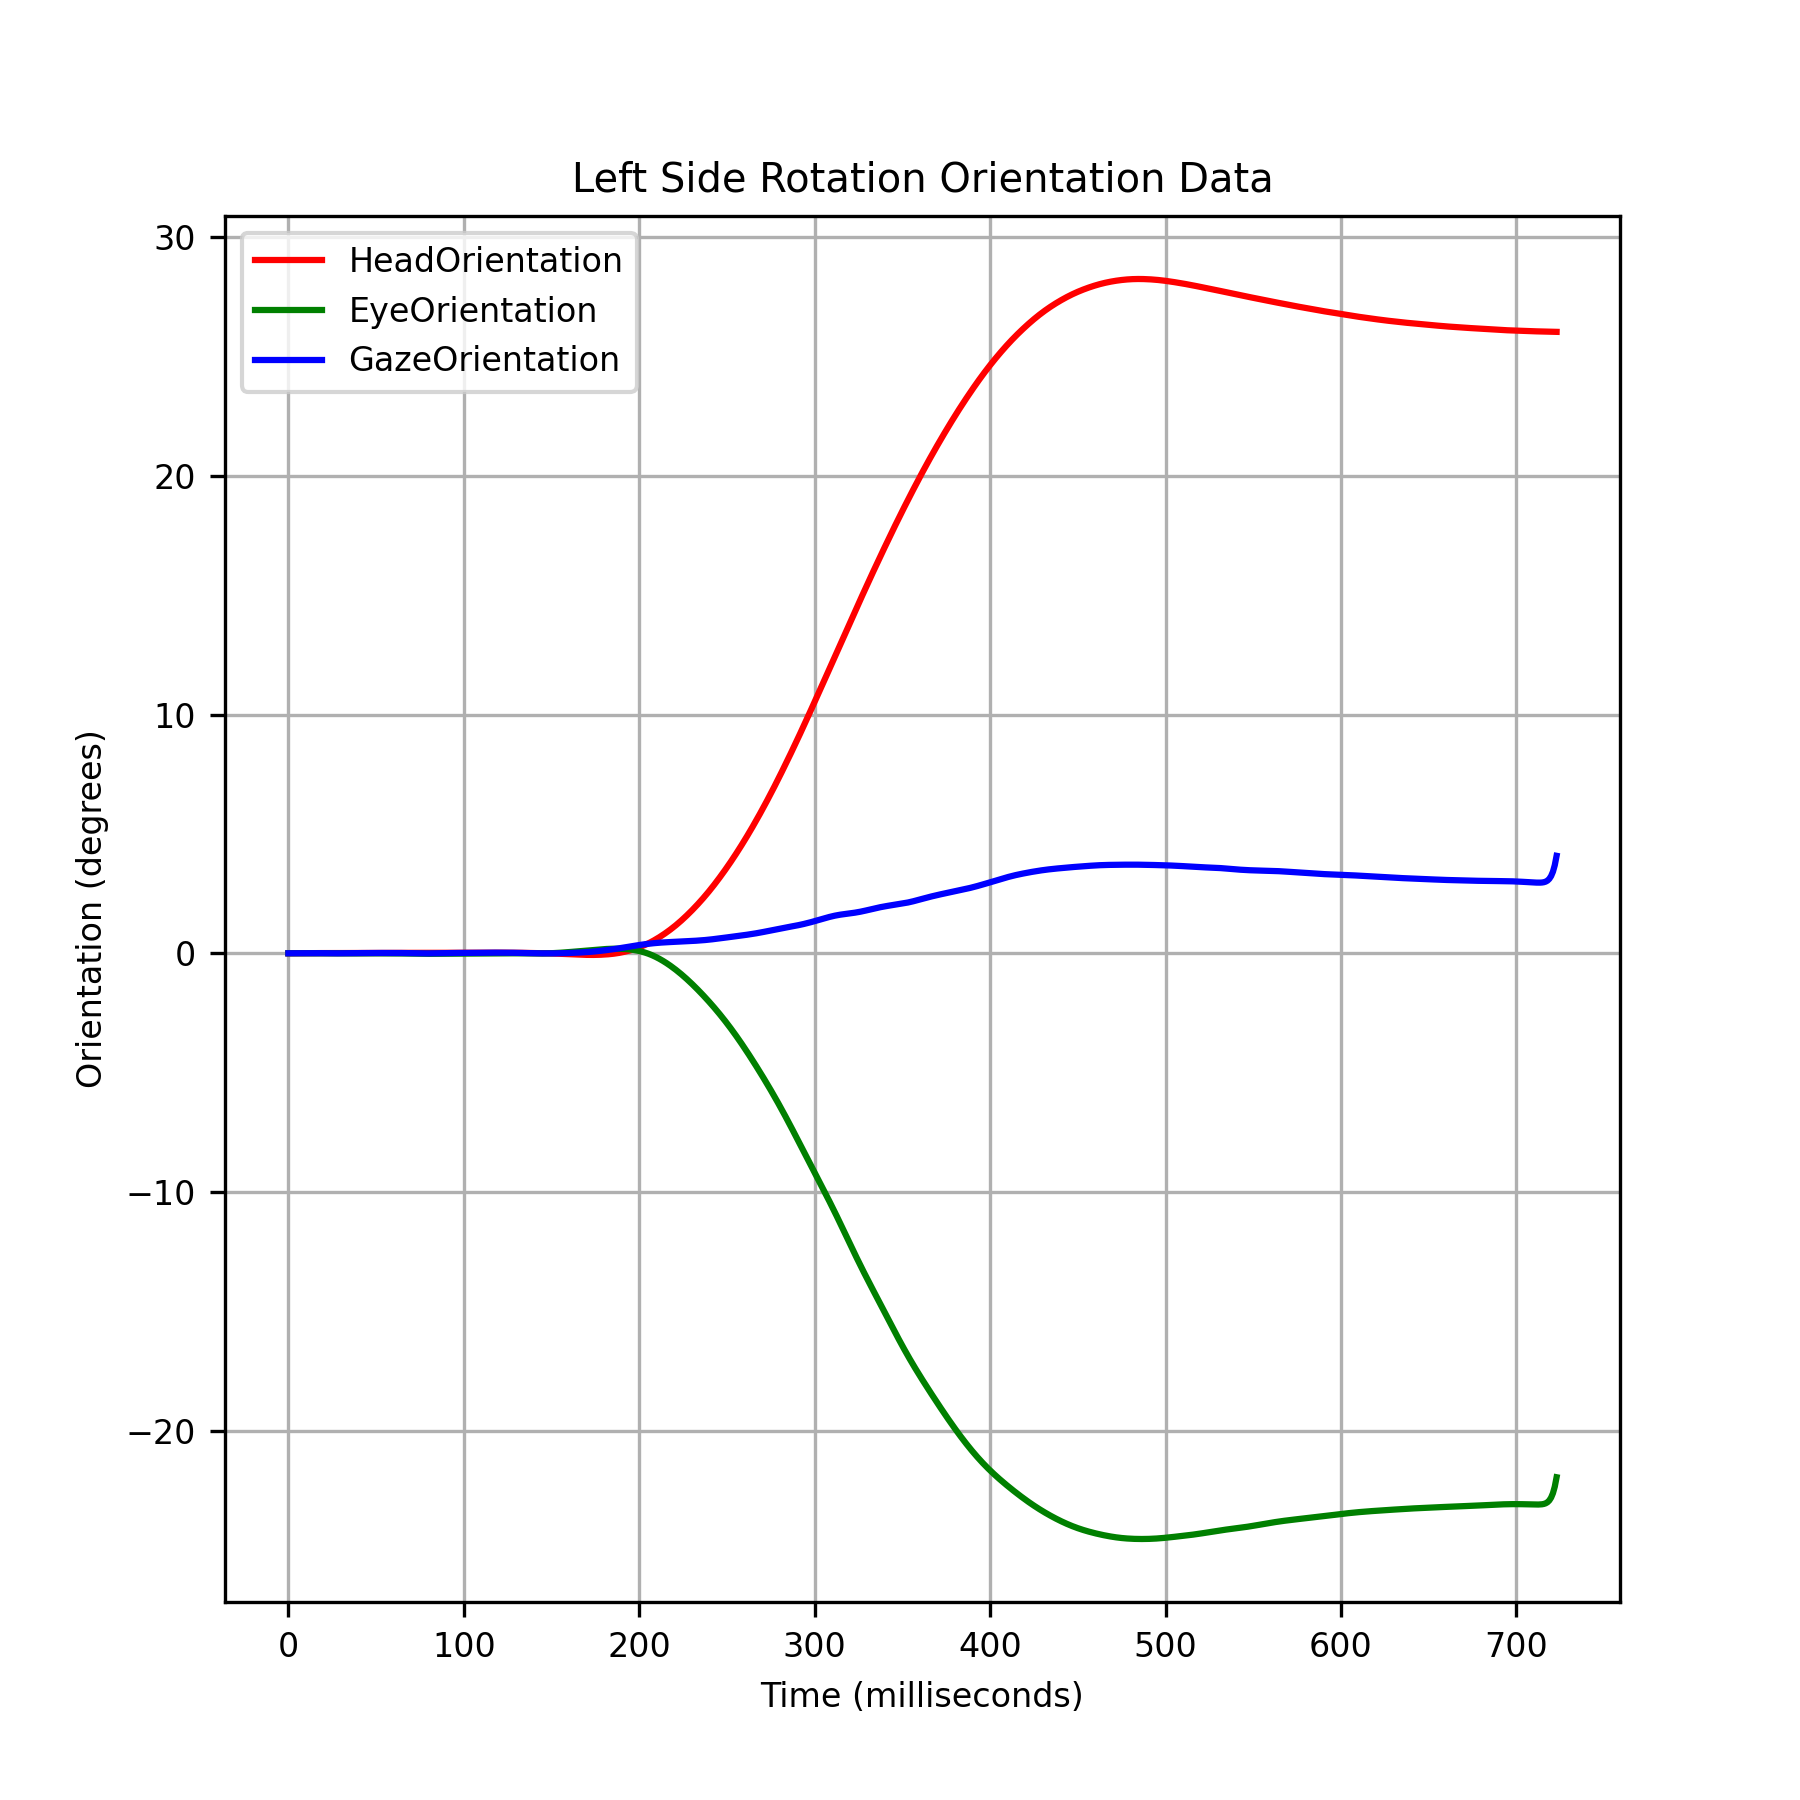 Left Side Rotation Orientation Data
30
20
10
0
−10
−20
Orientation (degrees)
HeadOrientation
EyeOrientation
GazeOrientation
0 100 200 300 400 500 600 700
Time (milliseconds)